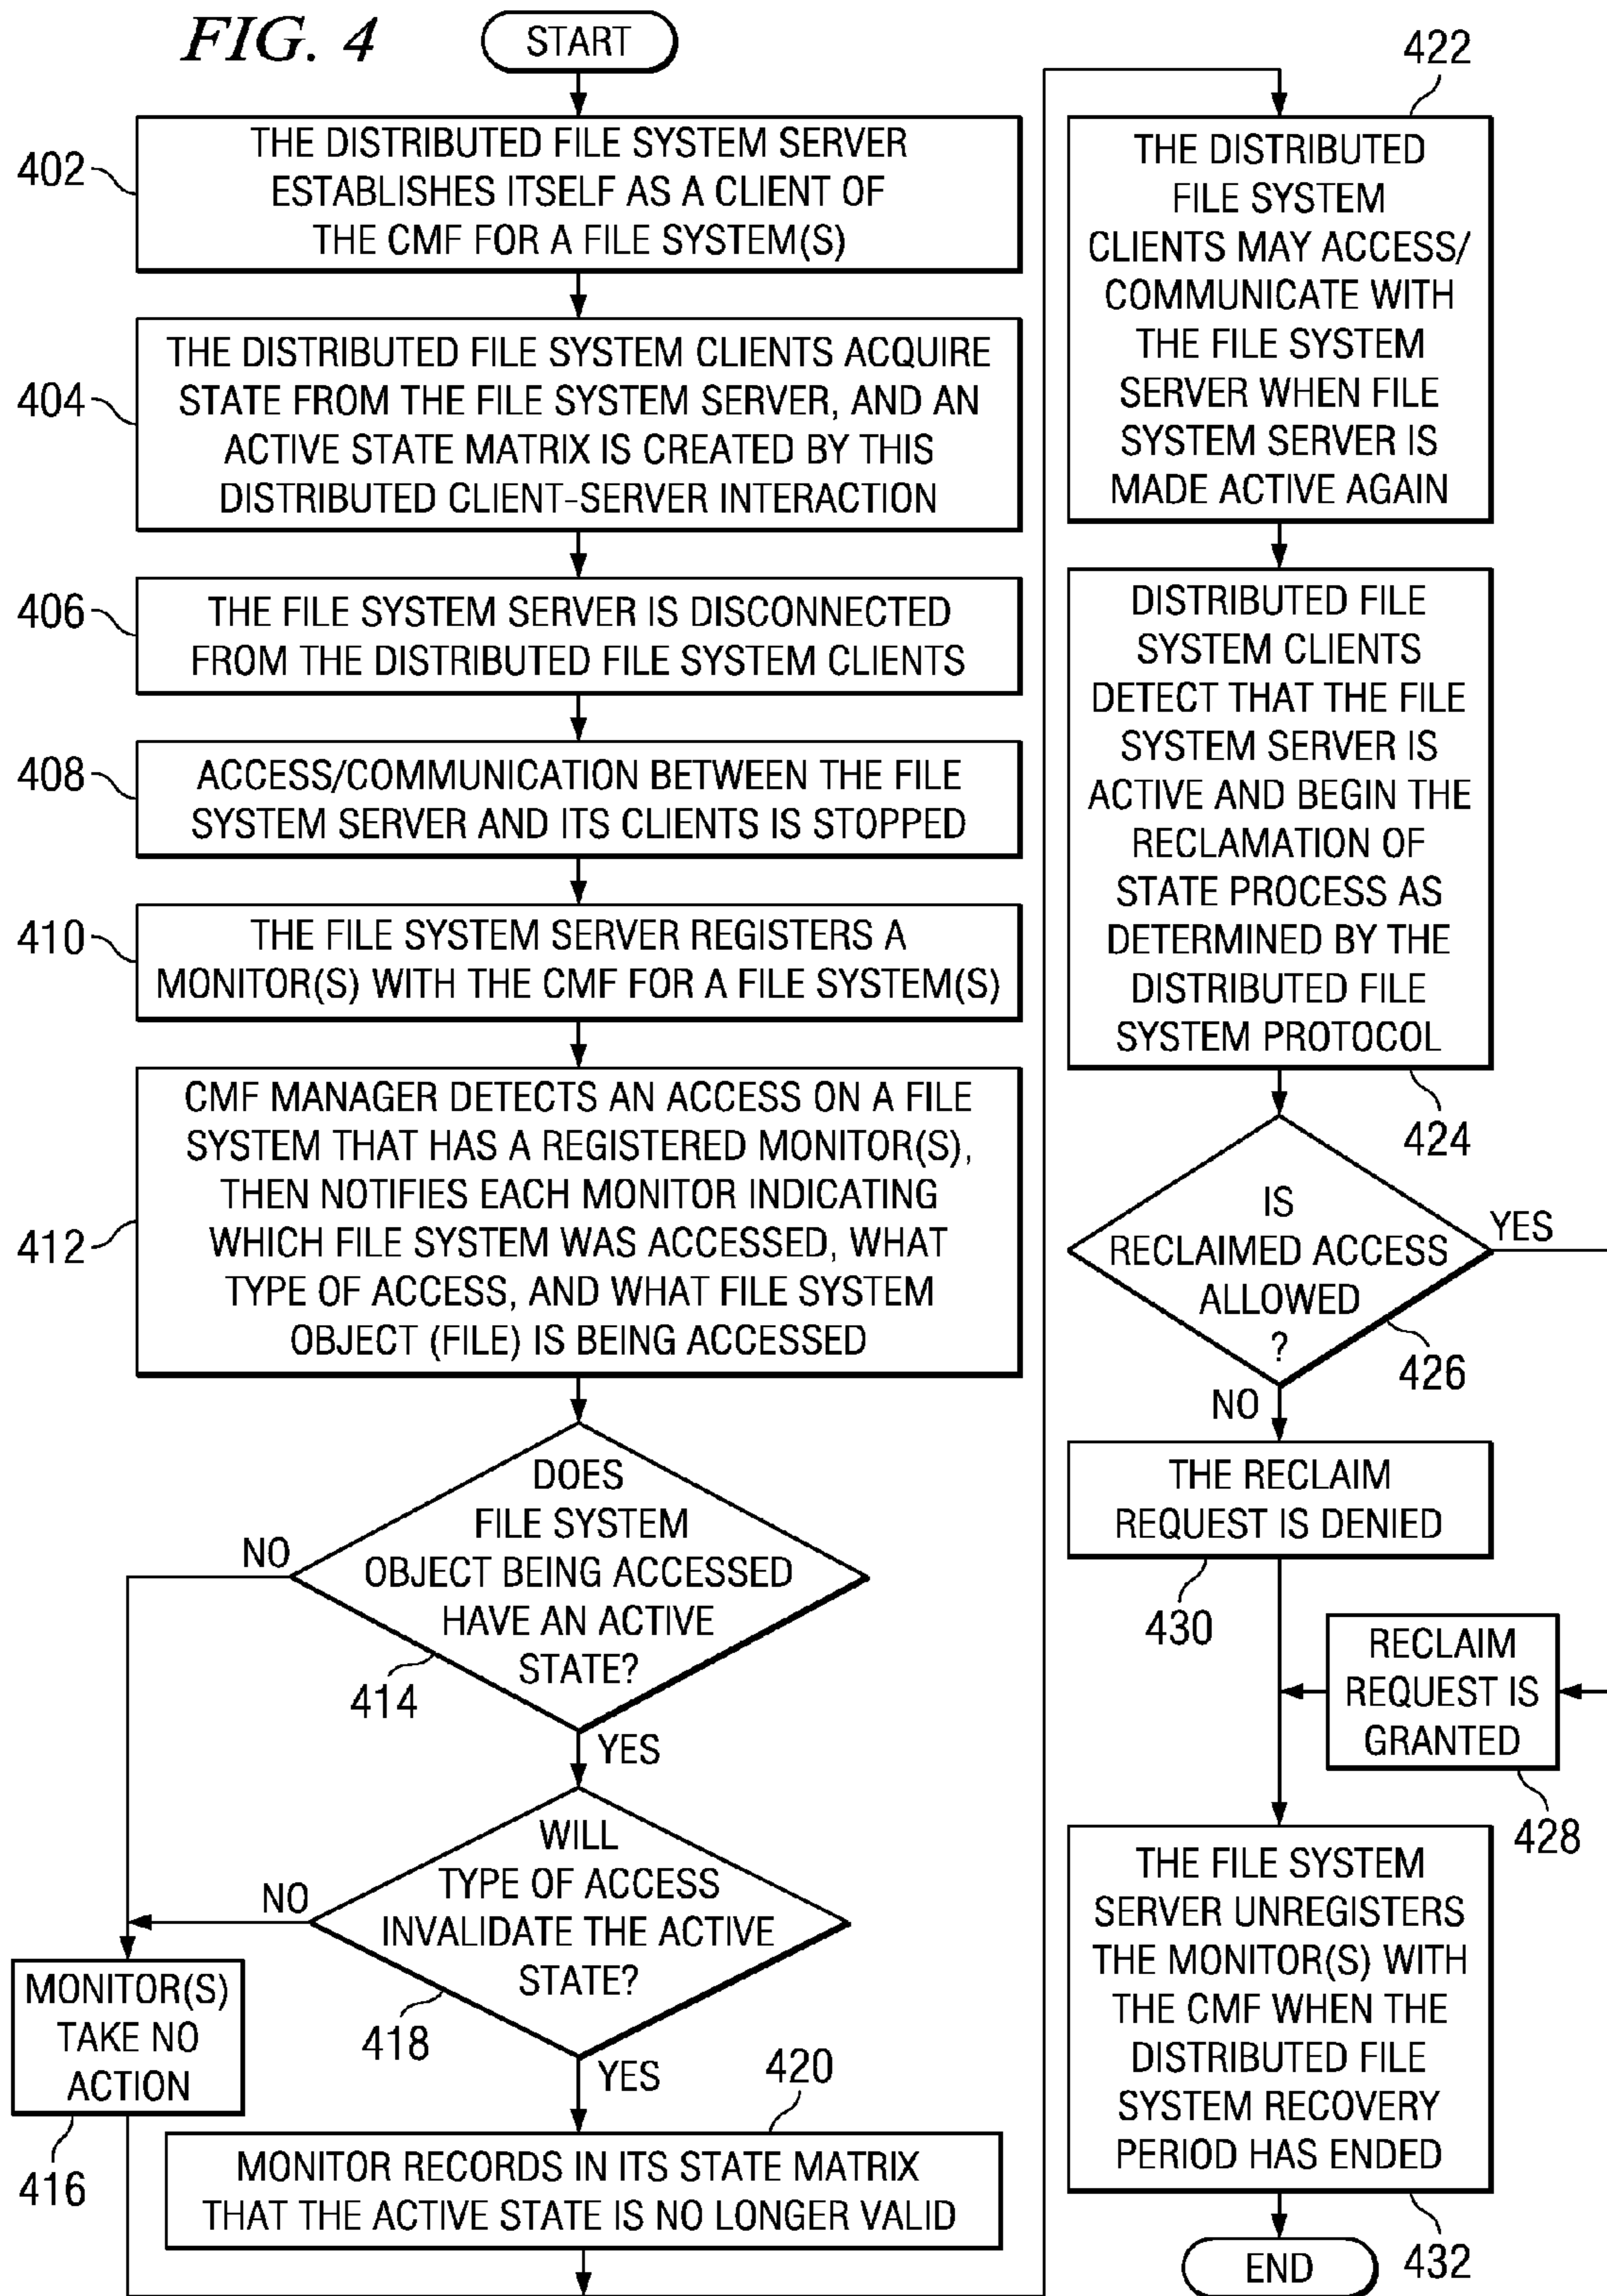 FIG. 4
START
402
THE DISTRIBUTED FILE SYSTEM SERVER
ESTABLISHES ITSELF AS A CLIENT OF
THE CMF FOR A FILE SYSTEM(S)
404
THE DISTRIBUTED FILE SYSTEM CLIENTS ACQUIRE
STATE FROM THE FILE SYSTEM SERVER, AND AN
ACTIVE STATE MATRIX IS CREATED BY THIS
DISTRIBUTED CLIENT-SERVER INTERACTION
406
THE FILE SYSTEM SERVER IS DISCONNECTED
FROM THE DISTRIBUTED FILE SYSTEM CLIENTS
408
ACCESS/COMMUNICATION BETWEEN THE FILE
SYSTEM SERVER AND ITS CLIENTS IS STOPPED
410
THE FILE SYSTEM SERVER REGISTERS A
MONITOR(S) WITH THE CMF FOR A FILE SYSTEM(S)
412
CMF MANAGER DETECTS AN ACCESS ON A FILE
SYSTEM THAT HAS A REGISTERED MONITOR(S),
THEN NOTIFIES EACH MONITOR INDICATING
WHICH FILE SYSTEM WAS ACCESSED, WHAT
TYPE OF ACCESS, AND WHAT FILE SYSTEM
OBJECT (FILE) IS BEING ACCESSED
DOES
FILE SYSTEM
OBJECT BEING ACCESSED
HAVE AN ACTIVE
STATE?
NO
414
YES
WILL
TYPE OF ACCESS
INVALIDATE THE ACTIVE
STATE?
NO
418
YES
MONITOR(S)
TAKE NO
ACTION
416
420
MONITOR RECORDS IN ITS STATE MATRIX
THAT THE ACTIVE STATE IS NO LONGER VALID
422
THE DISTRIBUTED
FILE SYSTEM
CLIENTS MAY ACCESS/
COMMUNICATE WITH
THE FILE SYSTEM
SERVER WHEN FILE
SYSTEM SERVER IS
MADE ACTIVE AGAIN
DISTRIBUTED FILE
SYSTEM CLIENTS
DETECT THAT THE FILE
SYSTEM SERVER IS
ACTIVE AND BEGIN THE
RECLAMATION OF
STATE PROCESS AS
DETERMINED BY THE
DISTRIBUTED FILE
SYSTEM PROTOCOL
424
IS
RECLAIMED ACCESS
ALLOWED
?
YES
426
NO
THE RECLAIM
REQUEST IS DENIED
430
RECLAIM
REQUEST IS
GRANTED
428
THE FILE SYSTEM
SERVER UNREGISTERS
THE MONITOR(S) WITH
THE CMF WHEN THE
DISTRIBUTED FILE
SYSTEM RECOVERY
PERIOD HAS ENDED
432
END